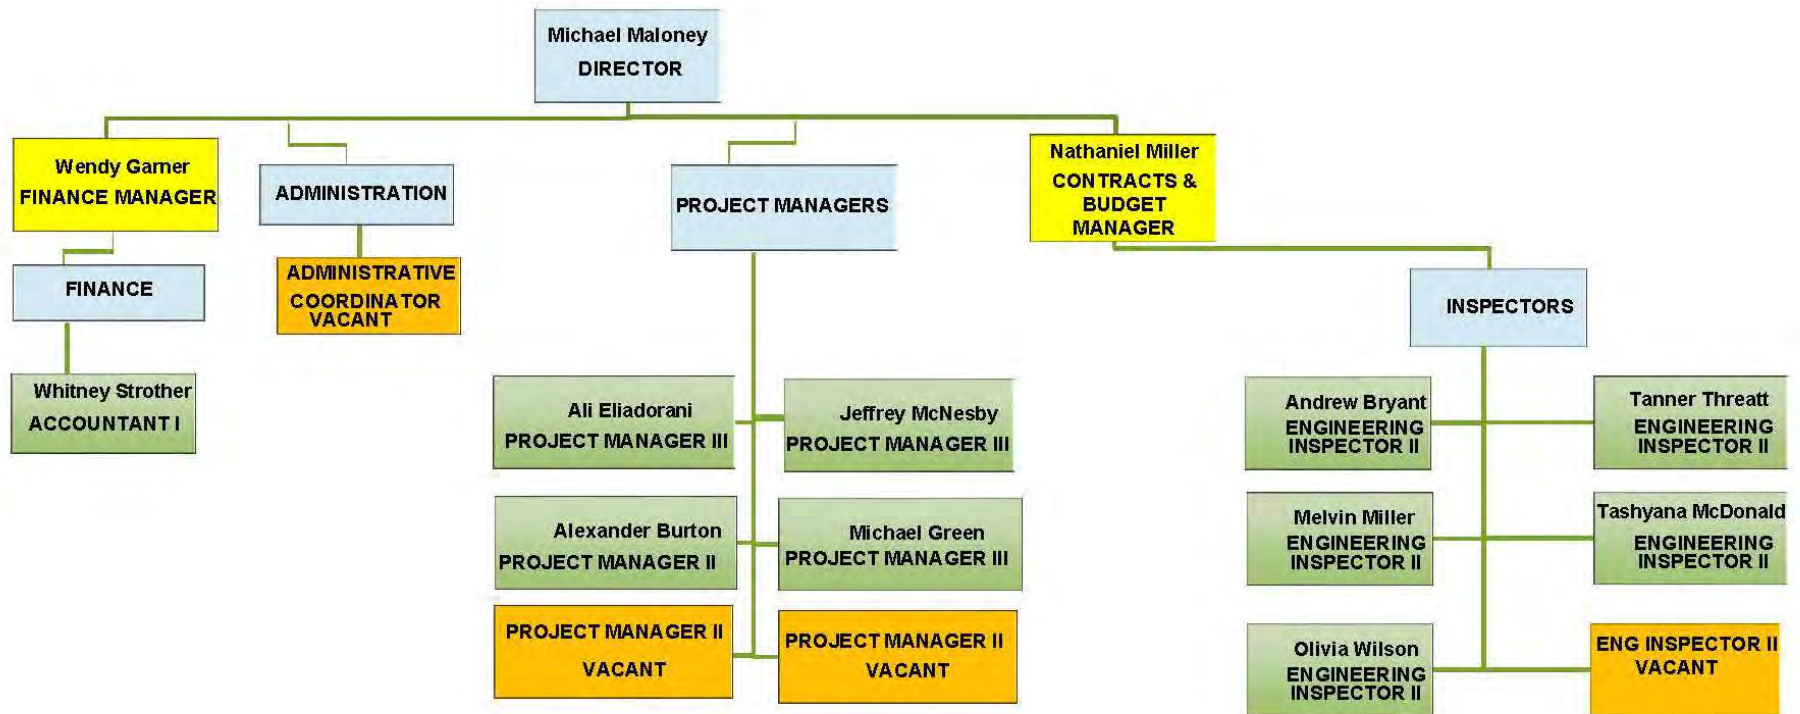 Michael Maloney
DIRECTOR
Wendy Garner
FINANCE MANAGER
ADMINISTRATION
PROJECT MANAGERS
Nathaniel Miller
CONTRACTS &
BUDGET
MANAGER
FINANCE
ADMINISTRATIVE
COORDINATOR
VACANT
INSPECTORS
Whitney Strother
ACCOUNTANT I
Ali Eliadorani
PROJECT MANAGER III
Jeffrey McNesby
PROJECT MANAGER III
Alexander Burton
PROJECT MANAGER II
Michael Green
PROJECT MANAGER III
PROJECT MANAGER II
VACANT
PROJECT MANAGER II
VACANT
Andrew Bryant
ENGINEERING
INSPECTOR II
Tanner Threatt
ENGINEERING
INSPECTOR II
Melvin Miller
ENGINEERING
INSPECTOR II
Tashyana McDonald
ENGINEERING
INSPECTOR II
Olivia Wilson
ENGINEERING
INSPECTOR II
ENG INSPECTOR II
VACANT